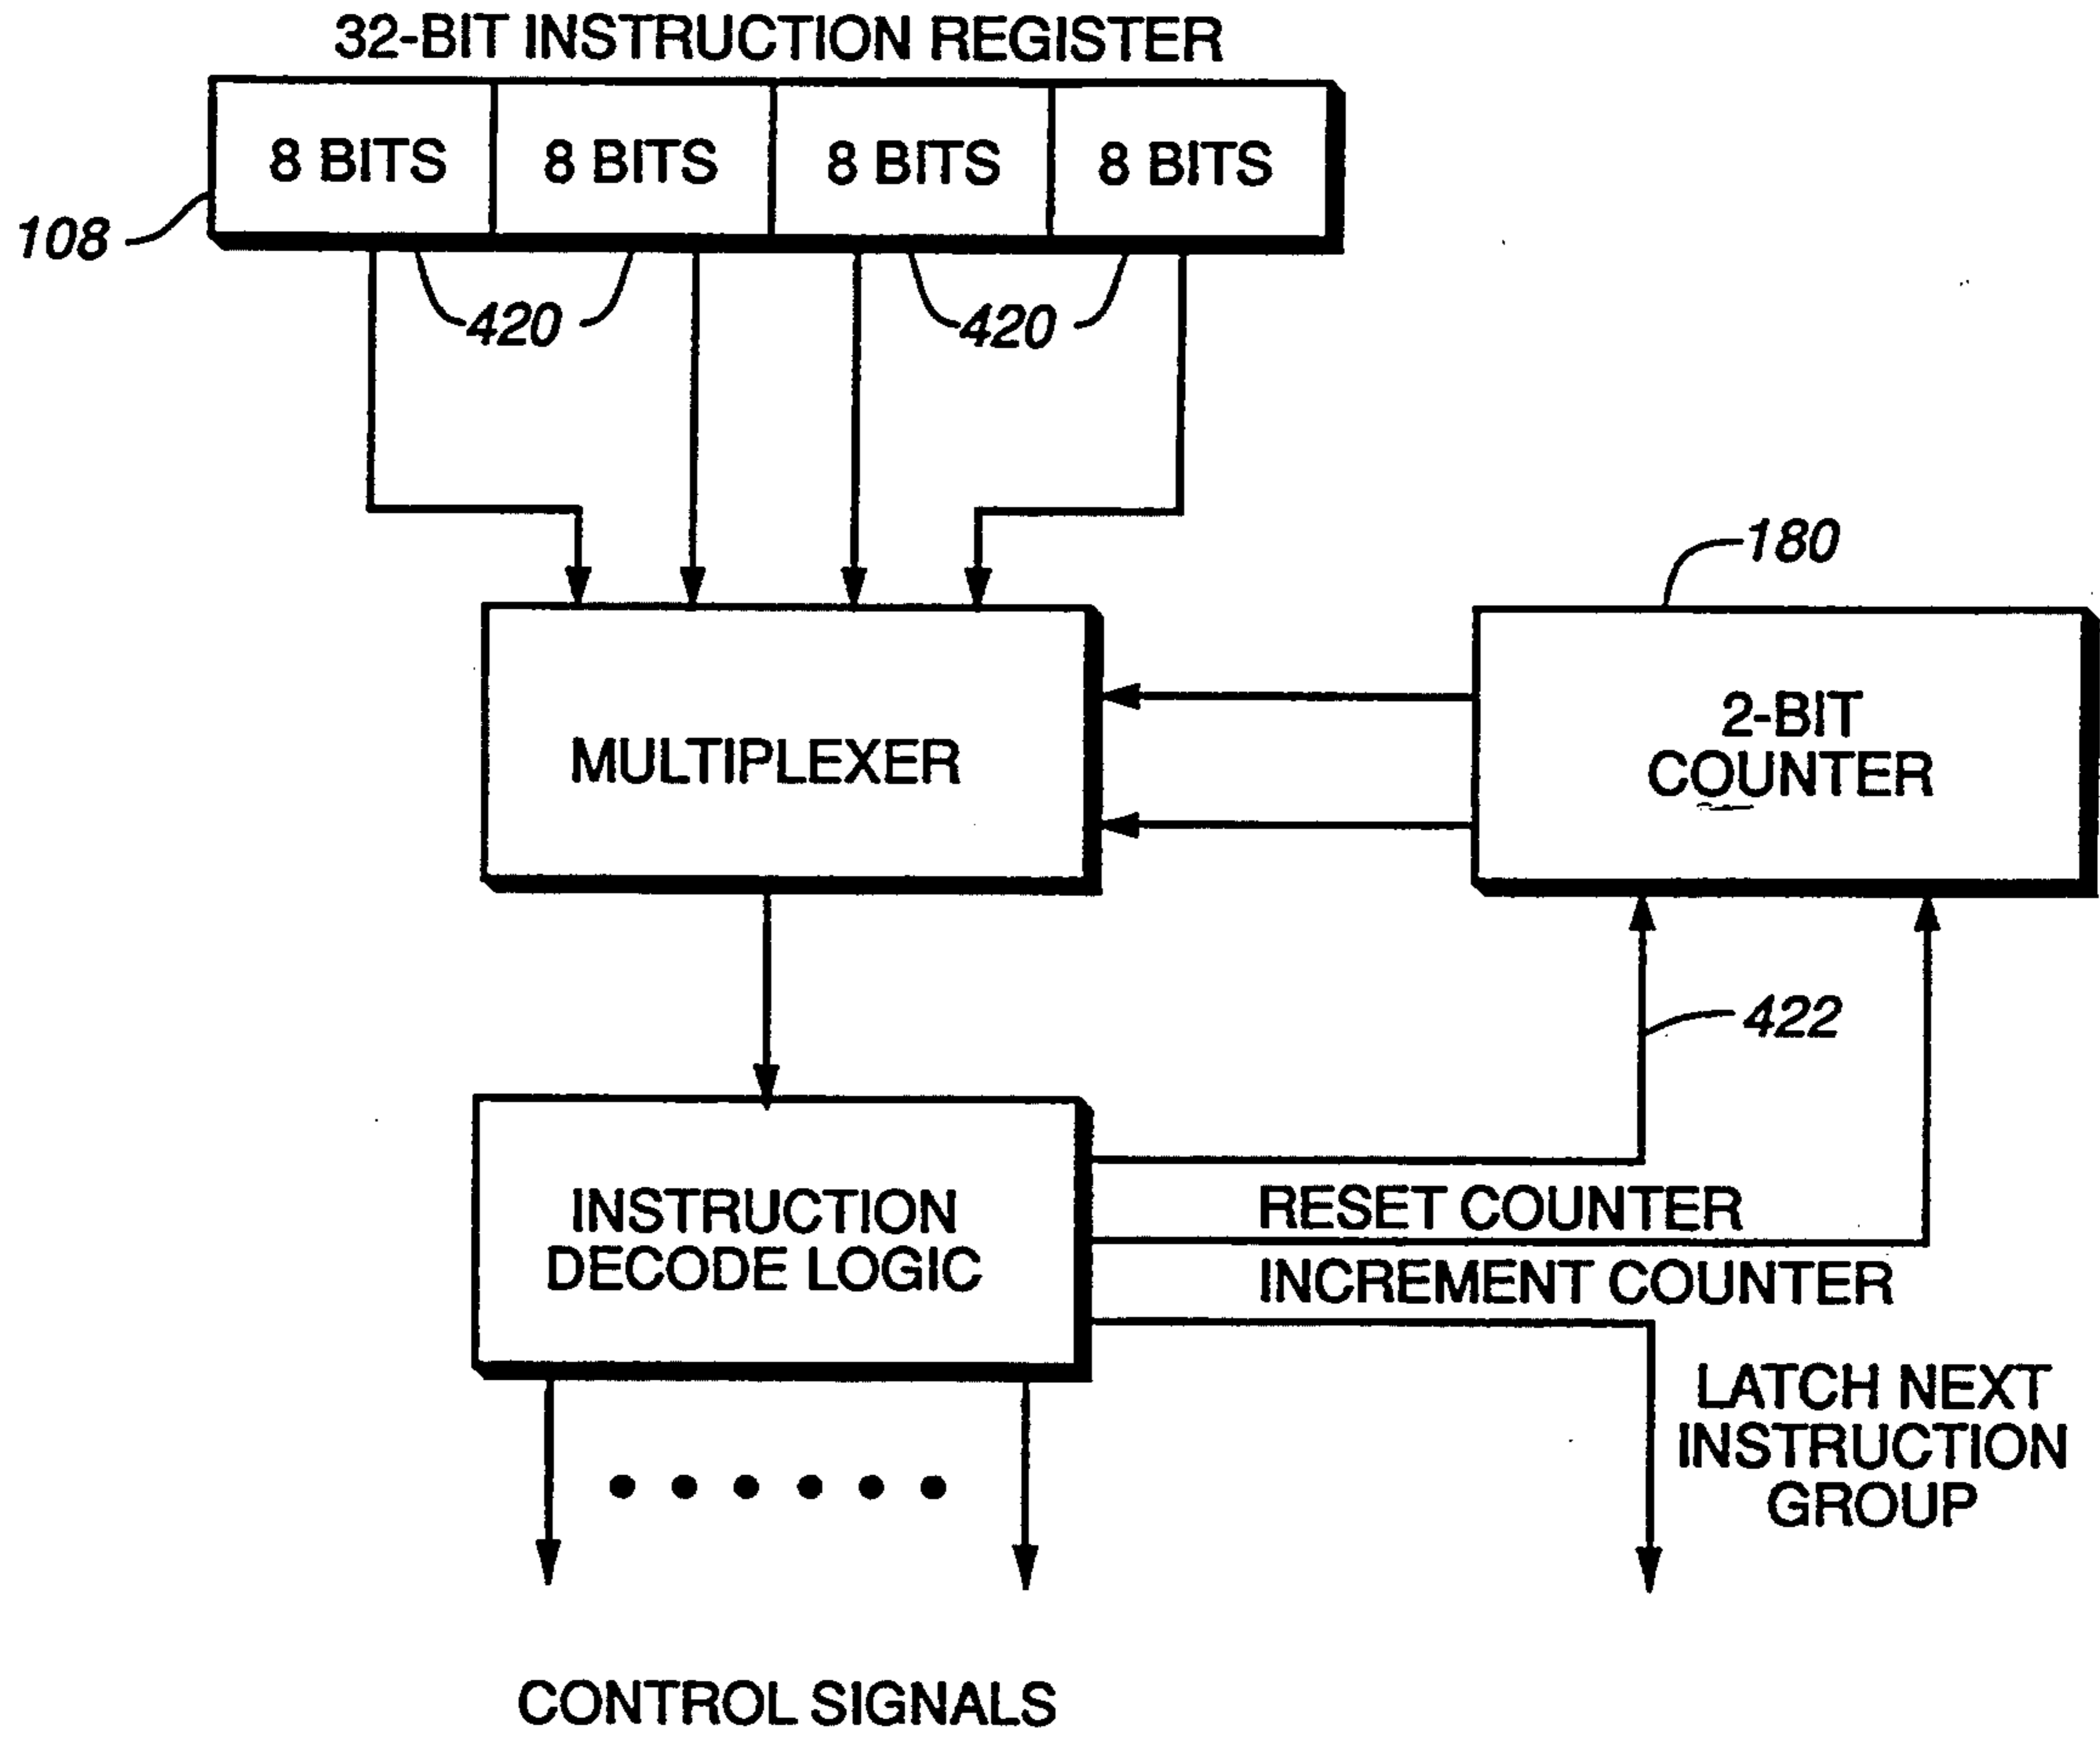 32-BIT INSTRUCTION REGISTER
8 BITS 8 BITS 8 BITS 8 BITS
108
420 420
180
MULTIPLEXER
2-BIT
COUNTER
422
INSTRUCTION
DECODE LOGIC
RESET COUNTER
INCREMENT COUNTER
LATCH NEXT
INSTRUCTION
GROUP
CONTROL SIGNALS